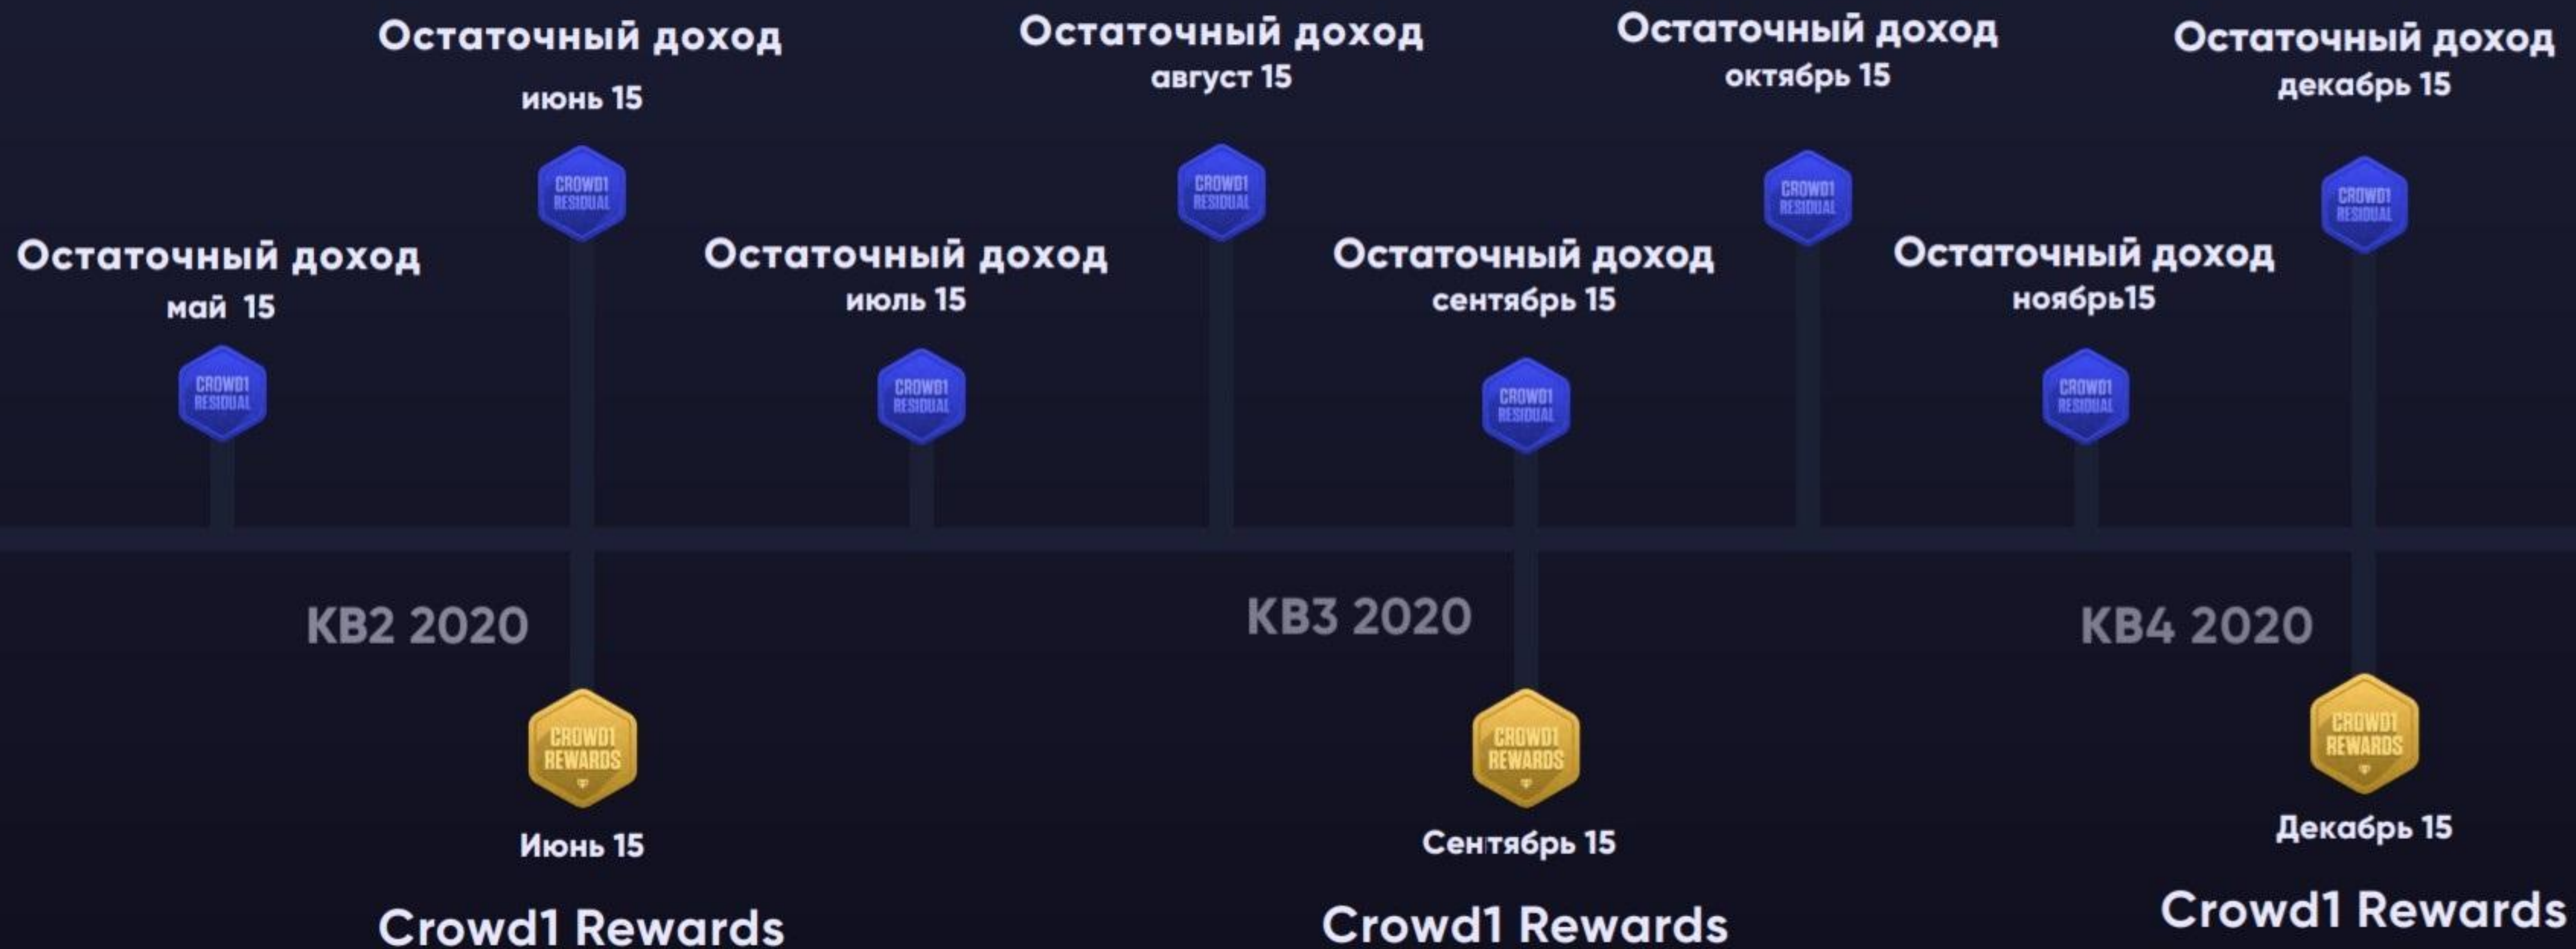 Остаточный доход
июнь 15
CROWD1
RESIDUAL
Остаточный доход
август 15
CROWD1
RESIDUAL
Остаточный доход
октябрь 15
CROWD1
RESIDUAL
Остаточный доход
декабрь 15
CROWD1
RESIDUAL
Остаточный доход
май  15
CROWD1
RESIDUAL
Остаточный доход
июль 15
CROWD1
RESIDUAL
Остаточный доход
сентябрь 15
CROWD1
RESIDUAL
Остаточный доход
ноябрь15
CROWD1
RESIDUAL
КВ2 2020
КВ3 2020
КВ4 2020
CROWD1
REWARDS
Июнь 15
Crowd1 Rewards
CROWD1
REWARDS
Сентябрь 15
Crowd1 Rewards
CROWD1
REWARDS
Декабрь 15
Crowd1 Rewards